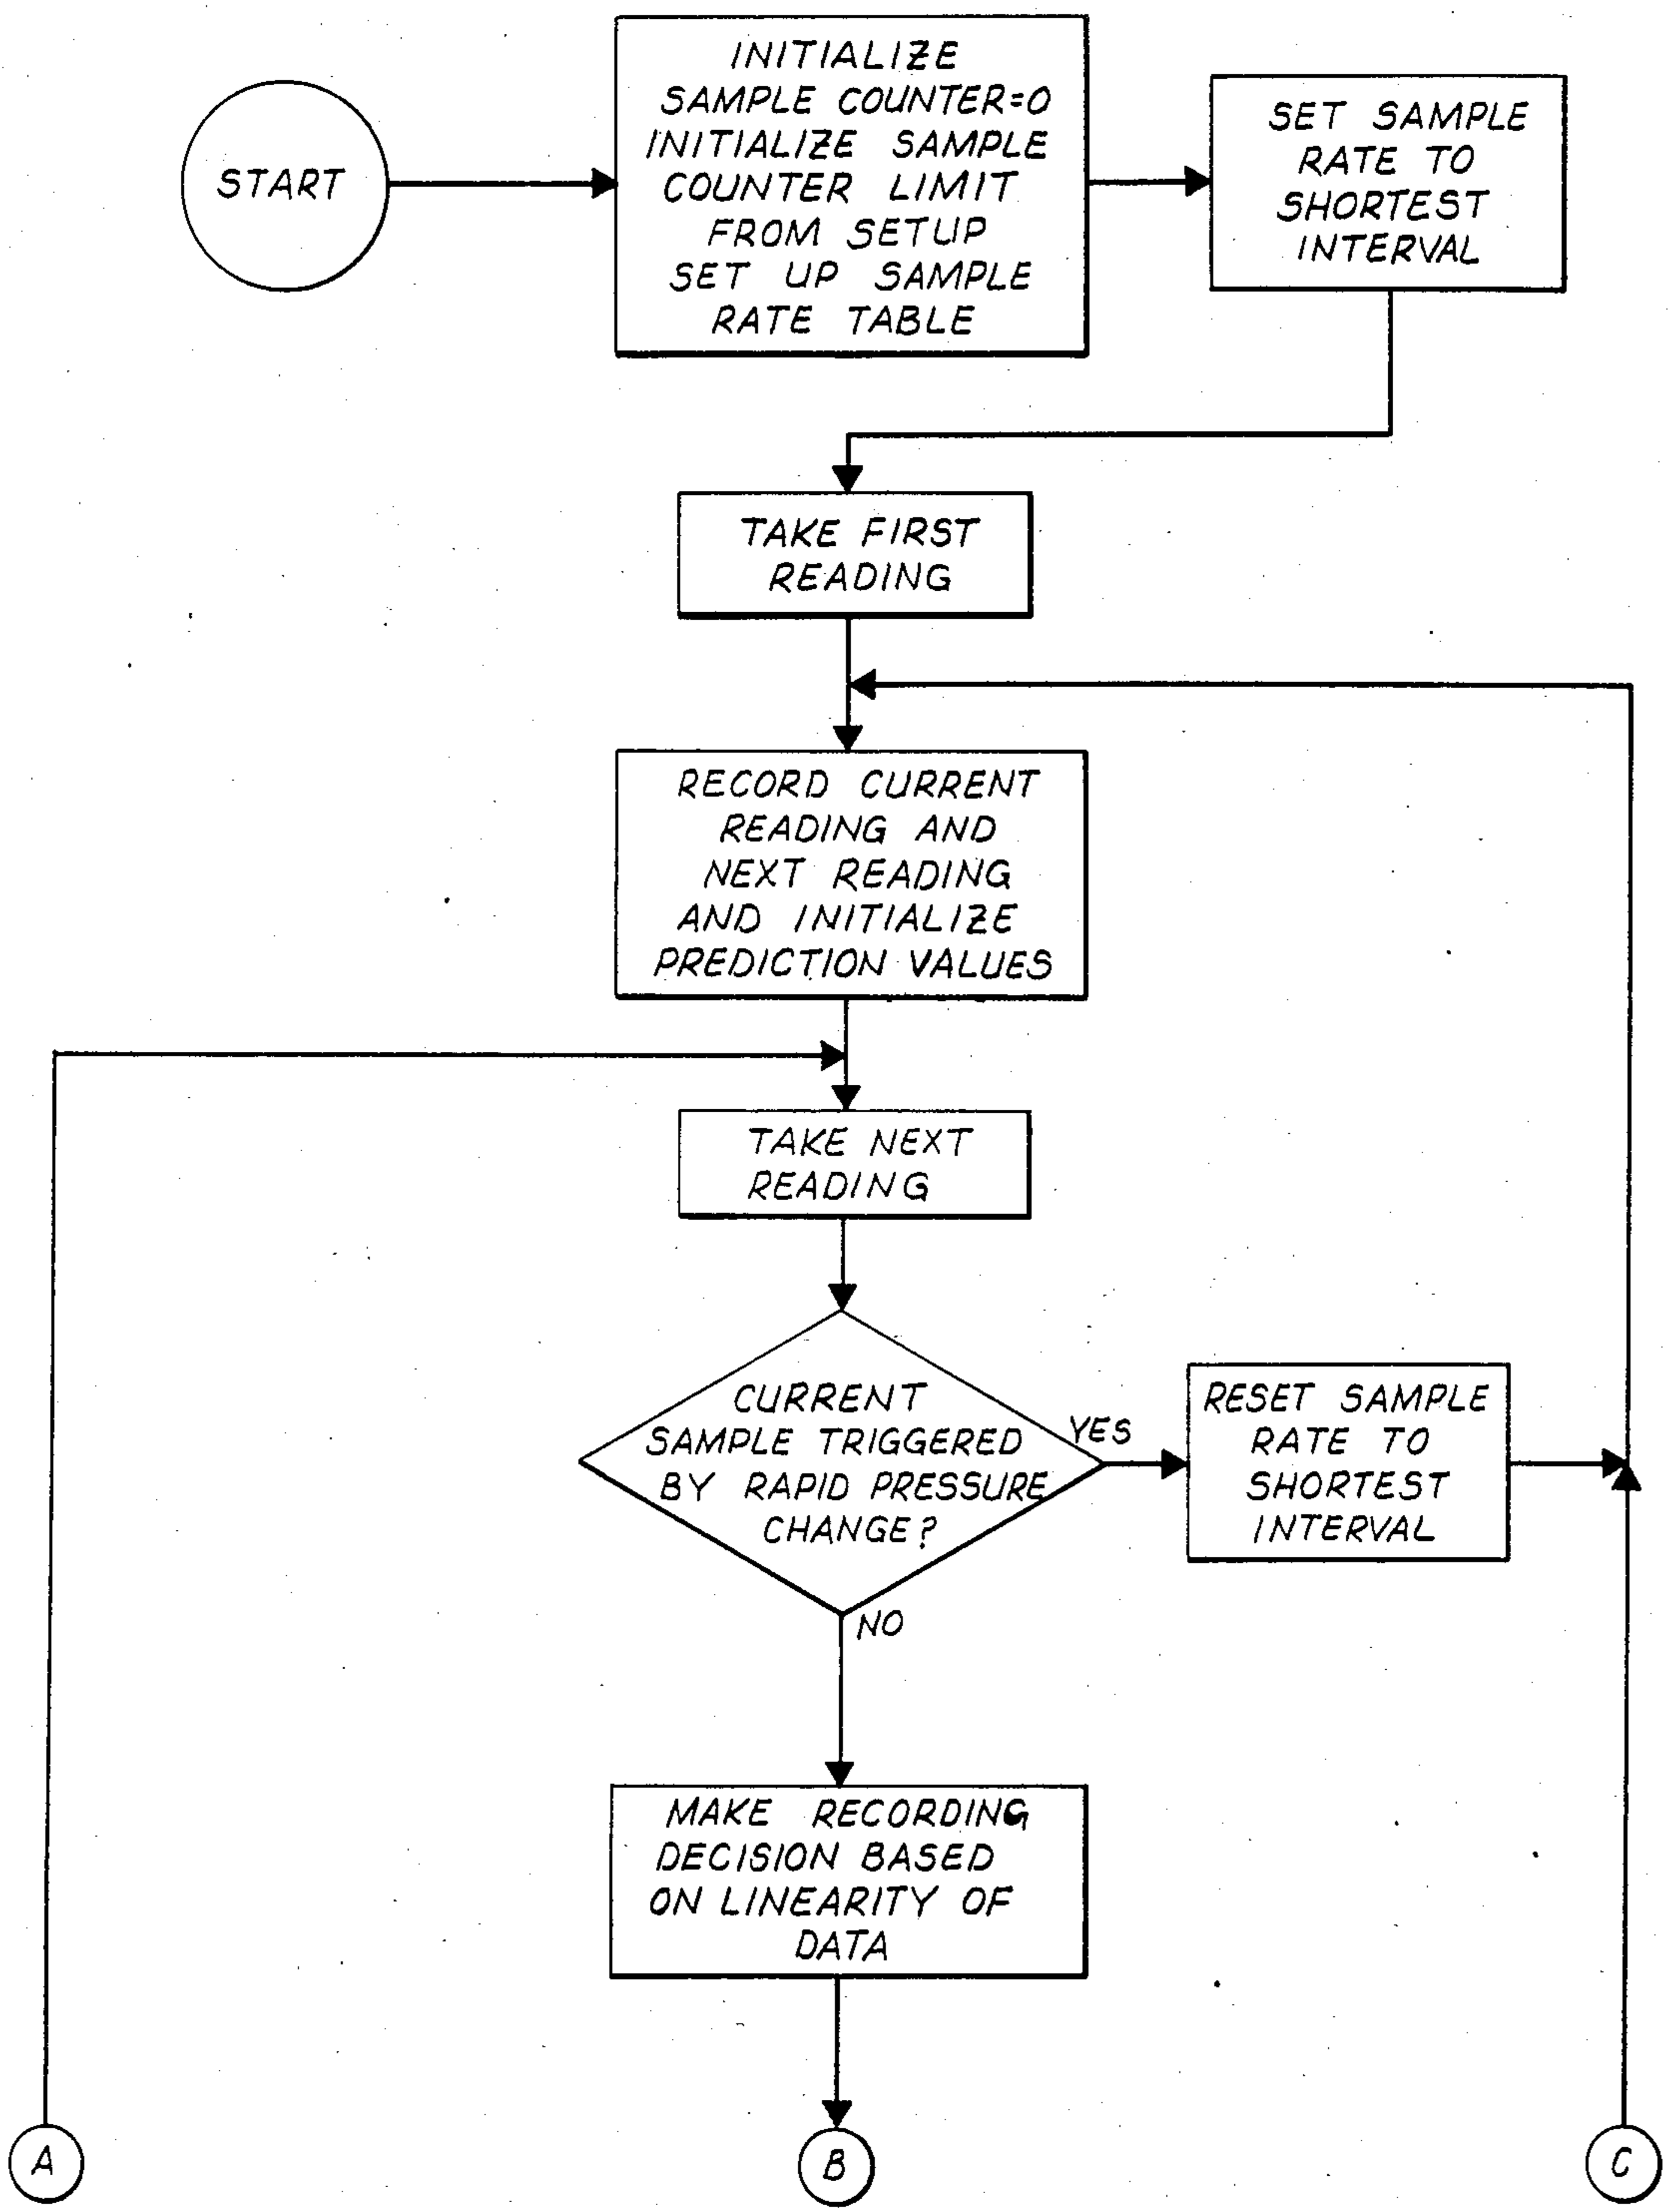 START
INITIALIZE
SAMPLE COUNTER=0
INITIALIZE SAMPLE
COUNTER LIMIT
FROM SETUP
SET UP SAMPLE
RATE TABLE
SET SAMPLE
RATE TO
SHORTEST
INTERVAL
TAKE FIRST
READING
RECORD CURRENT
READING AND
NEXT READING
AND INITIALIZE
PREDICTION VALUES
TAKE NEXT
READING
CURRENT
SAMPLE TRIGGERED
BY RAPID PRESSURE
CHANGE?
YES
RESET SAMPLE
RATE TO
SHORTEST
INTERVAL
NO
MAKE RECORDING
DECISION BASED
ON LINEARITY OF
DATA
A
B
C